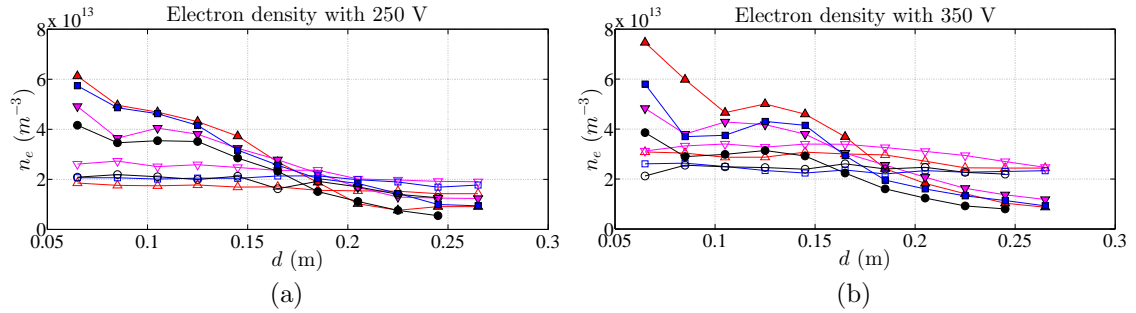 Electron density with 250 V
x 10^13
8
6
4
2
0
n_e (m^{-3})
0.05 0.1 0.15 0.2 0.25 0.3
d (m)
(a)
Electron density with 350 V
x 10^13
8
6
4
2
0
n_e (m^{-3})
0.05 0.1 0.15 0.2 0.25 0.3
d (m)
(b)